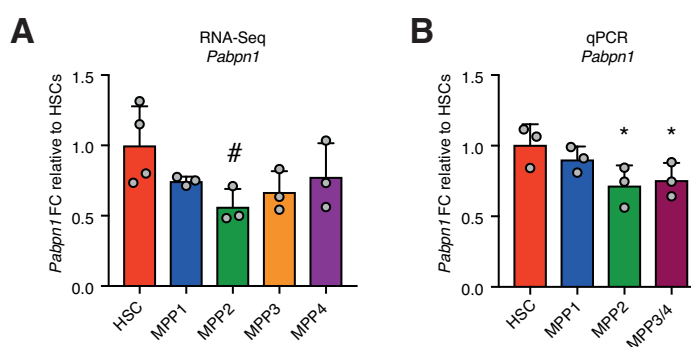 A
RNA-Seq
Pabpn1
Pabpn1 FC relative to HSCs
1.5
1.0
0.5
0.0
#
HSC
MPP1
MPP2
MPP3
MPP4
B
qPCR
Pabpn1
Pabpn1 FC relative to HSCs
1.5
1.0
0.5
0.0
*
*
HSC
MPP1
MPP2
MPP3/4